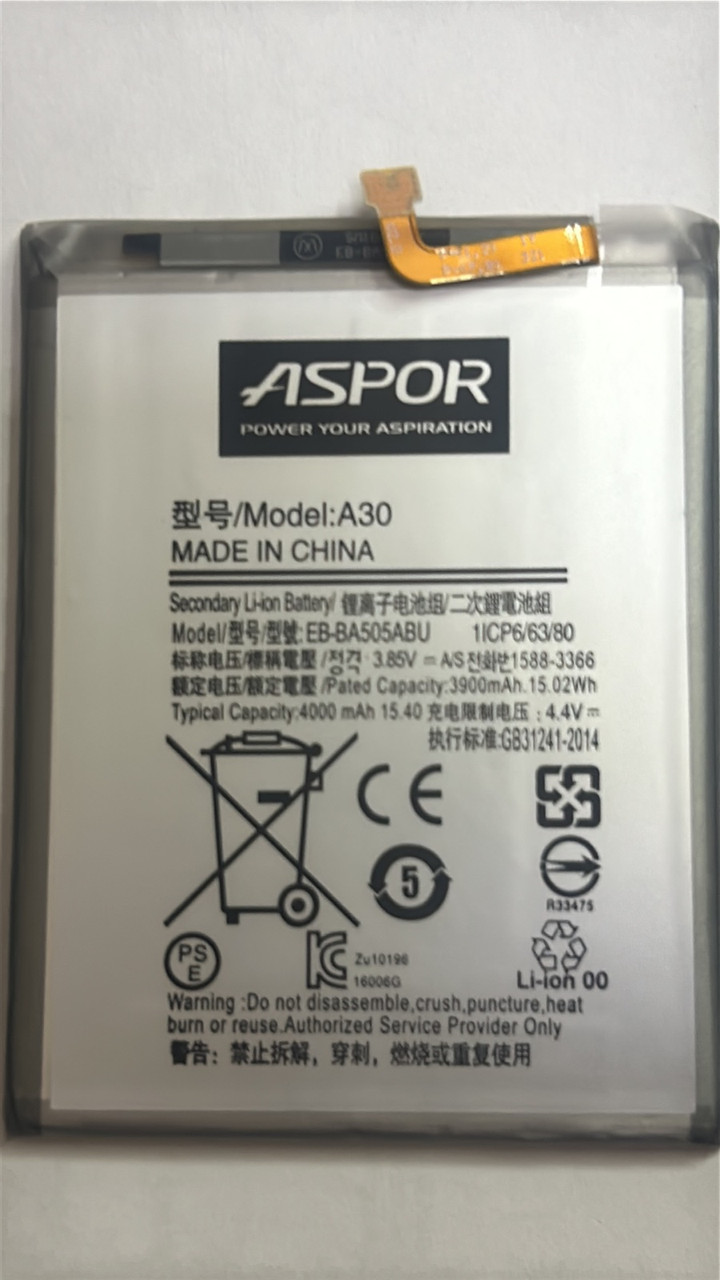 ASPOR
POWER YOUR ASPIRATION
型号/Model:A30
MADE IN CHINA
Secondary Li-ion Battery/ 锂离子电池组/二次鋰電池組
Model/型号/型號: EB-BA505ABU 1ICP6/63/80
标称电压/標稱電壓/정격 3.85V = A/S전화번1588-3366
额定电压/額定電壓/Pated Capacity:3900mAh.15.02Wh
Typical Capacity:4000 mAh 15.40 充电限制电压:4.4V=
执行标准:GB31241-2014
CE
5
R33475
PS
E
Zu10196
16006G
Li-ion 00
Warning :Do not disassemble,crush,puncture,heat
burn or reuse.Authorized Service Provider Only
警告: 禁止拆解, 穿刺, 燃烧或重复使用